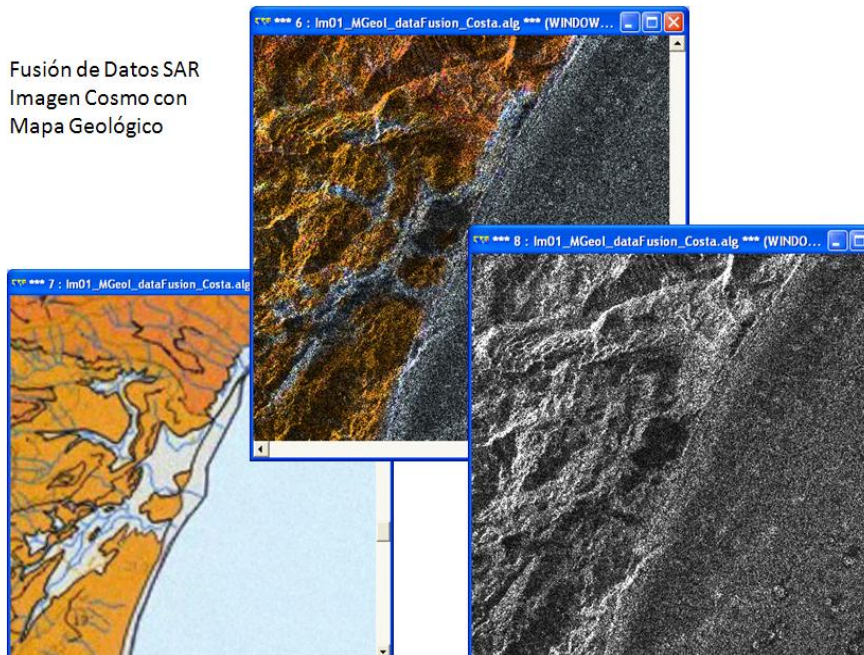 Fusión de Datos SAR
Imagen Cosmo con
Mapa Geológico
*** 6 : Im01_MGeol_dataFusion_Costa.alg *** (WINDOW...
*** 8 : Im01_MGeol_dataFusion_Costa.alg *** (WINDO...
*** 7 : Im01_MGeol_dataFusion_Costa.alg